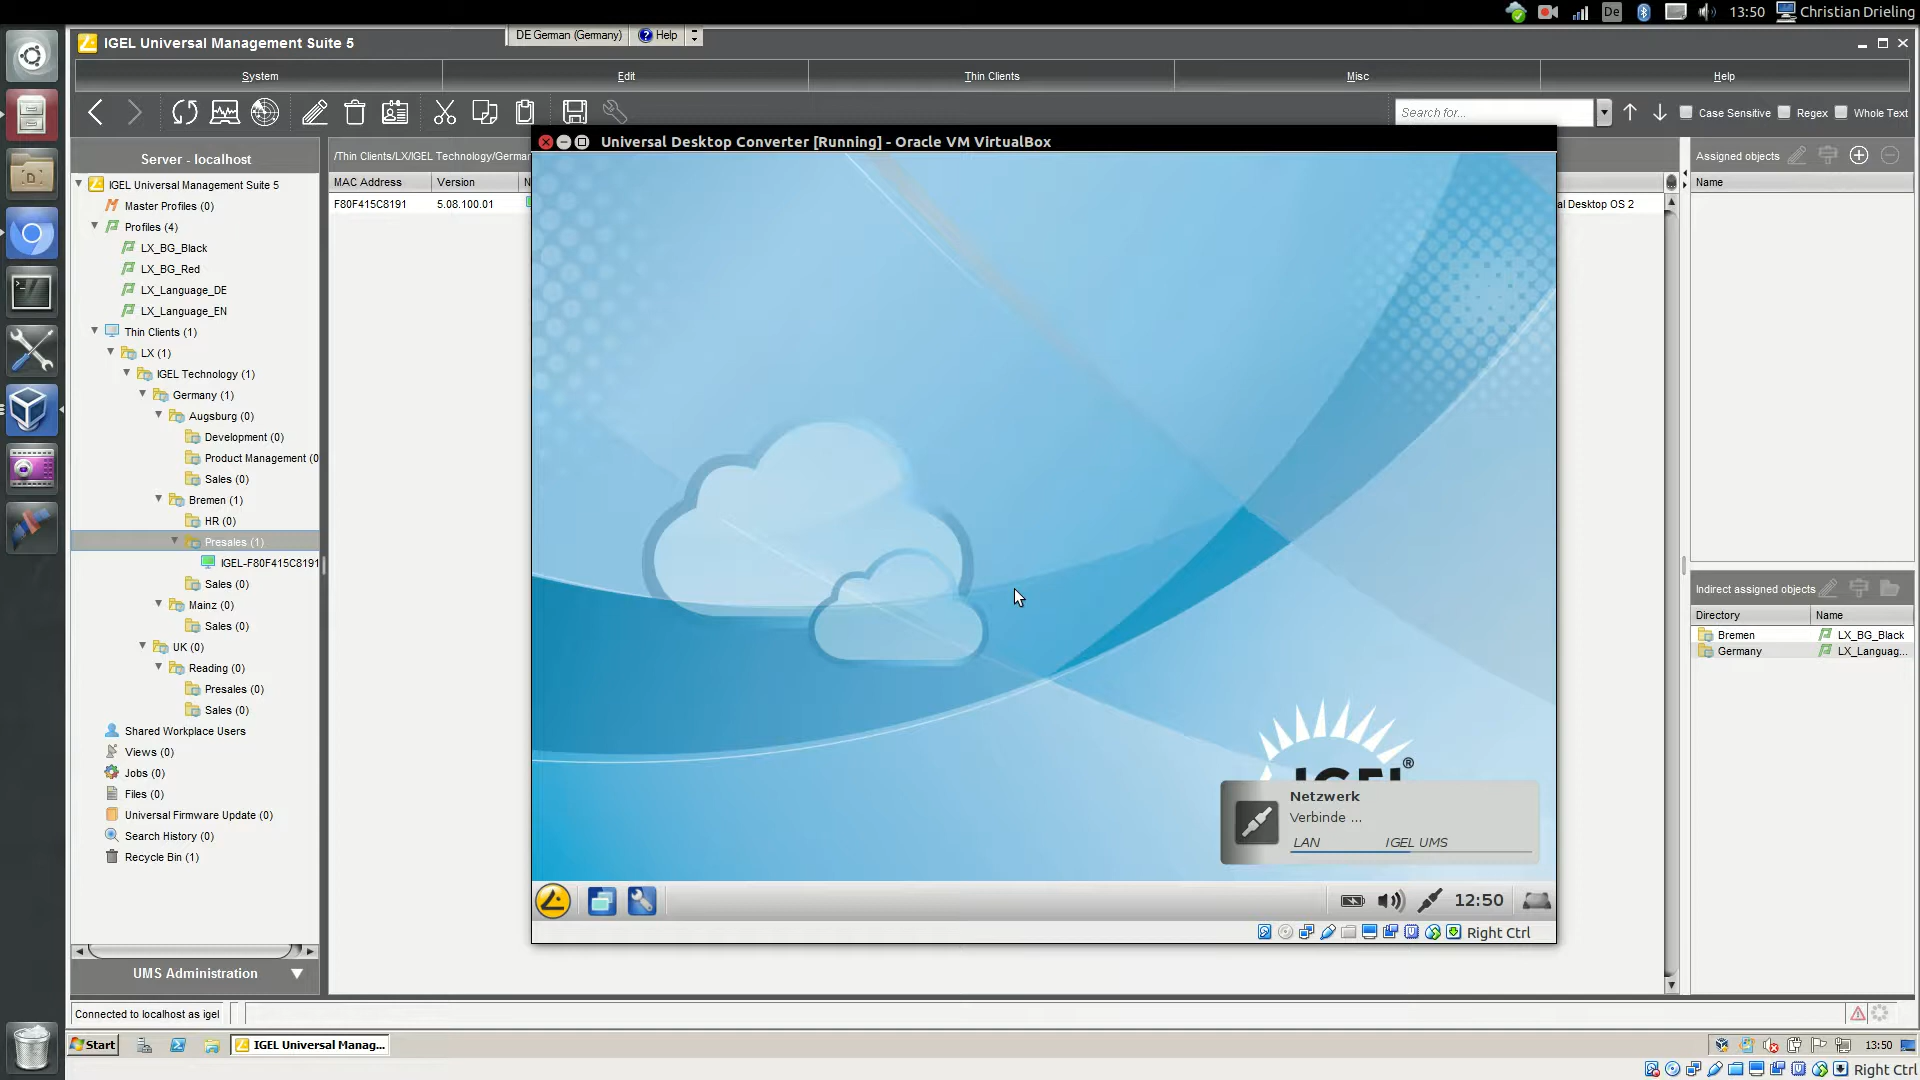 De
13:50
Christian Drieling
IGEL Universal Management Suite 5
DE German (Germany)
Help
System
Edit
Thin Clients
Misc
Help
Search for...
Case Sensitive
Regex
Whole Text
Server - localhost
IGEL Universal Management Suite 5
Master Profiles (0)
Profiles (4)
LX_BG_Black
LX_BG_Red
LX_Language_DE
LX_Language_EN
Thin Clients (1)
LX (1)
IGEL Technology (1)
Germany (1)
Augsburg (0)
Development (0)
Product Management (0
Sales (0)
Bremen (1)
HR (0)
Presales (1)
IGEL-F80F415C8191
Sales (0)
Mainz (0)
Sales (0)
UK (0)
Reading (0)
Presales (0)
Sales (0)
Shared Workplace Users
Views (0)
Jobs (0)
Files (0)
Universal Firmware Update (0)
Search History (0)
Recycle Bin (1)
UMS Administration
/Thin Clients/LX/IGEL Technology/German
MAC Address
Version
N
F80F415C8191
5.08.100.01
al Desktop OS 2
Universal Desktop Converter [Running] - Oracle VM VirtualBox
IGEL®
Netzwerk
Verbinde ...
LAN
IGEL UMS
12:50
Right Ctrl
Assigned objects
Name
Indirect assigned objects
Directory
Name
Bremen
LX_BG_Black
Germany
LX_Languag...
Connected to localhost as igel
Start
IGEL Universal Manag...
13:50
Right Ctrl